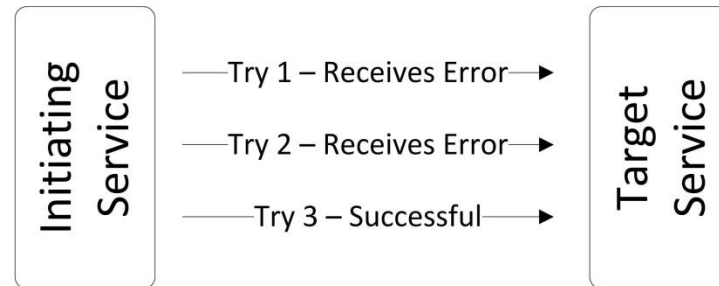 Initiating
Service
Try 1 – Receives Error
Try 2 – Receives Error
Try 3 – Successful
Target
Service